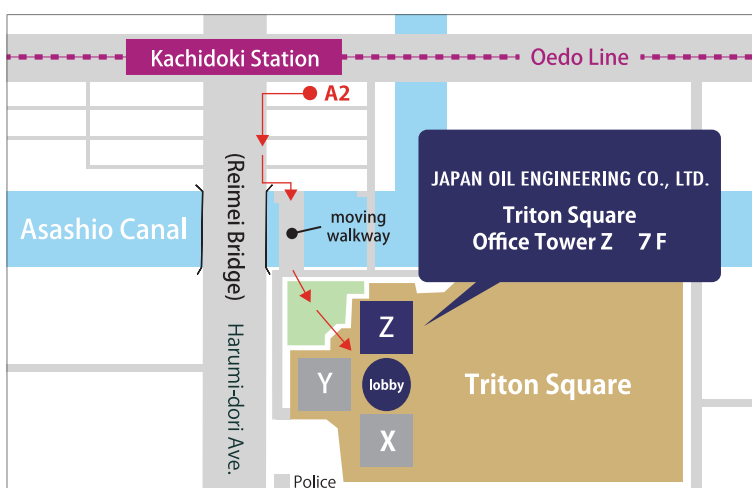 Kachidoki Station
Oedo Line
A2
(Reimei Bridge)
Harumi-dori Ave.
Asashio Canal
moving
walkway
JAPAN OIL ENGINEERING CO., LTD.
Triton Square
Office Tower Z 7 F
Z
Y
lobby
X
Triton Square
Police